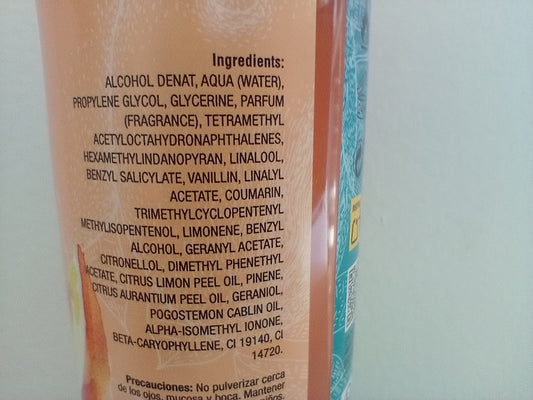 Ingredients:
ALCOHOL DENAT, AQUA (WATER),
PROPYLENE GLYCOL, GLYCERINE, PARFUM
(FRAGRANCE), TETRAMETHYL
ACETYLOCTAHYDRONAPHTHALENES,
HEXAMETHYLINDANOPYRAN, LINALOOL,
BENZYL SALICYLATE, VANILLIN, LINALYL
ACETATE, COUMARIN,
TRIMETHYLCYCLOPENTENYL
METHYLISOPENTENOL, LIMONENE, BENZYL
ALCOHOL, GERANYL ACETATE,
CITRONELLOL, DIMETHYL PHENETHYL
ACETATE, CITRUS LIMON PEEL OIL, PINENE,
CITRUS AURANTIUM PEEL OIL, GERANIOL,
POGOSTEMON CABLIN OIL,
ALPHA-ISOMETHYL IONONE,
BETA-CARYOPHYLLENE, CI 19140, CI
14720.
Precauciones: No pulverizar cerca
de los ojos, mucosa y boca. Mantener
niños.